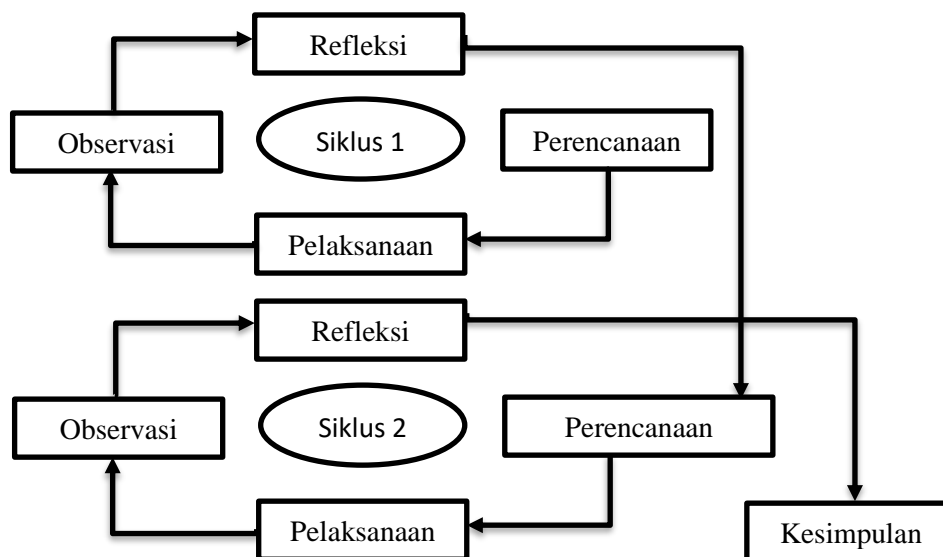 Refleksi
Observasi
Siklus 1
Perencanaan
Pelaksanaan
Refleksi
Observasi
Siklus 2
Perencanaan
Pelaksanaan
Kesimpulan